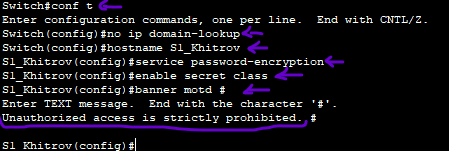 Switch#conf t
Enter configuration commands, one per line.  End with CNTL/Z.
Switch(config)#no ip domain-lookup
Switch(config)#hostname S1_Khitrov
S1_Khitrov(config)#service password-encryption
S1_Khitrov(config)#enable secret class
S1_Khitrov(config)#banner motd #
Enter TEXT message.  End with the character '#'.
Unauthorized access is strictly prohibited. #
S1 Khitrov(config)#